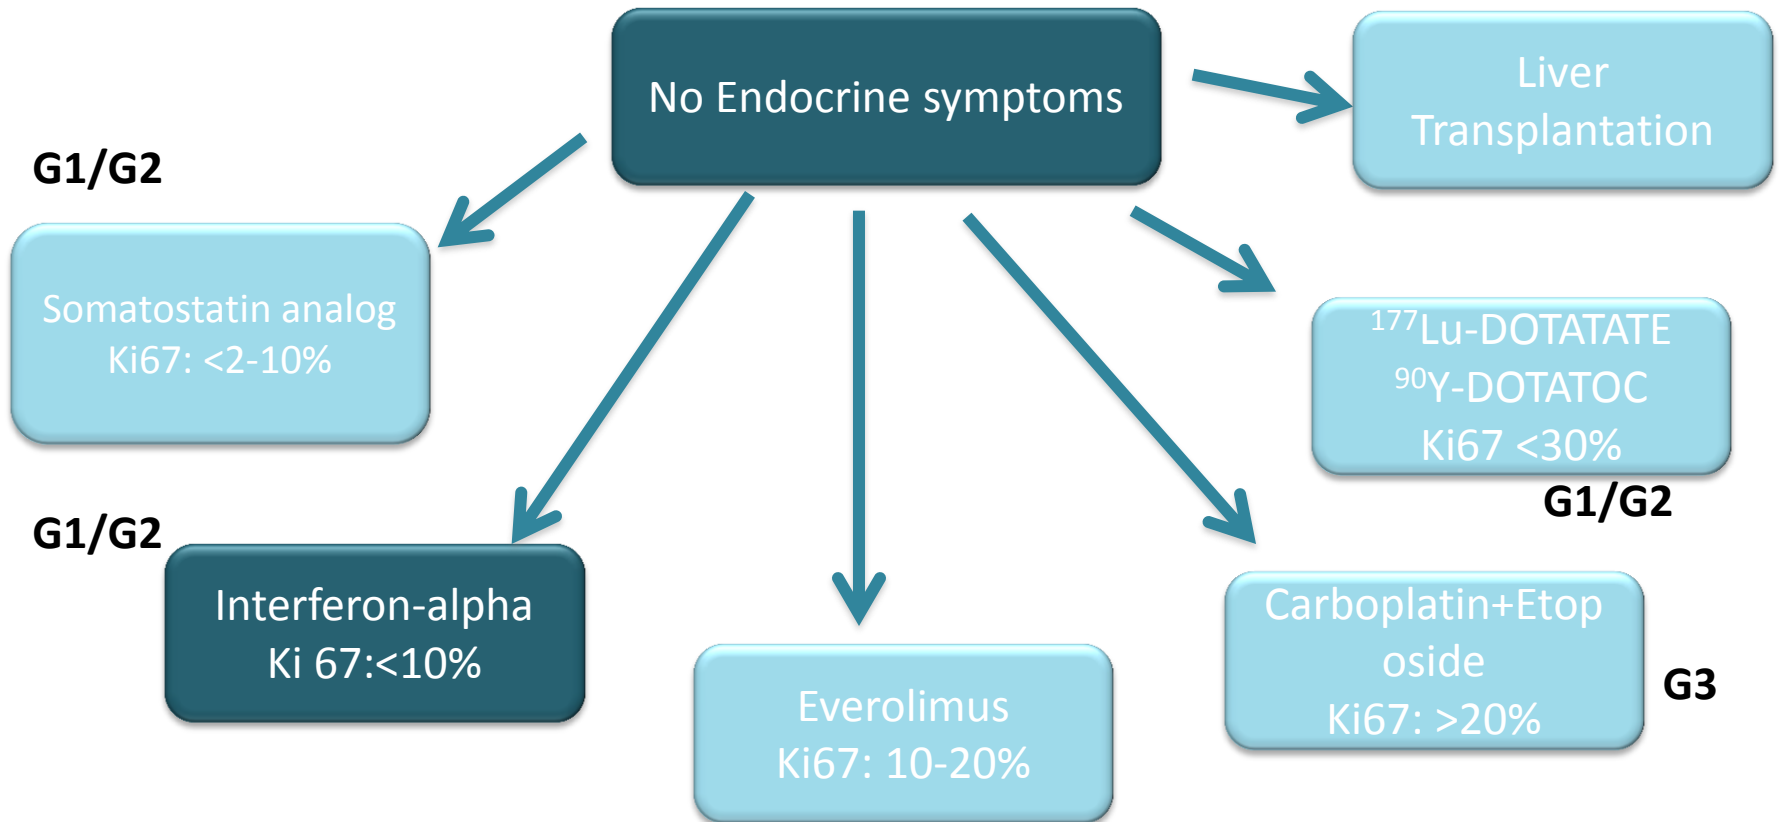 No Endocrine symptoms
Liver
Transplantation
G1/G2
Somatostatin analog
Ki67: <2-10%
¹⁷⁷Lu-DOTATATE
⁹⁰Y-DOTATOC
Ki67 <30%
G1/G2
G1/G2
Interferon-alpha
Ki 67:<10%
Carboplatin+Etop
oside
Ki67: >20%
G3
Everolimus
Ki67: 10-20%